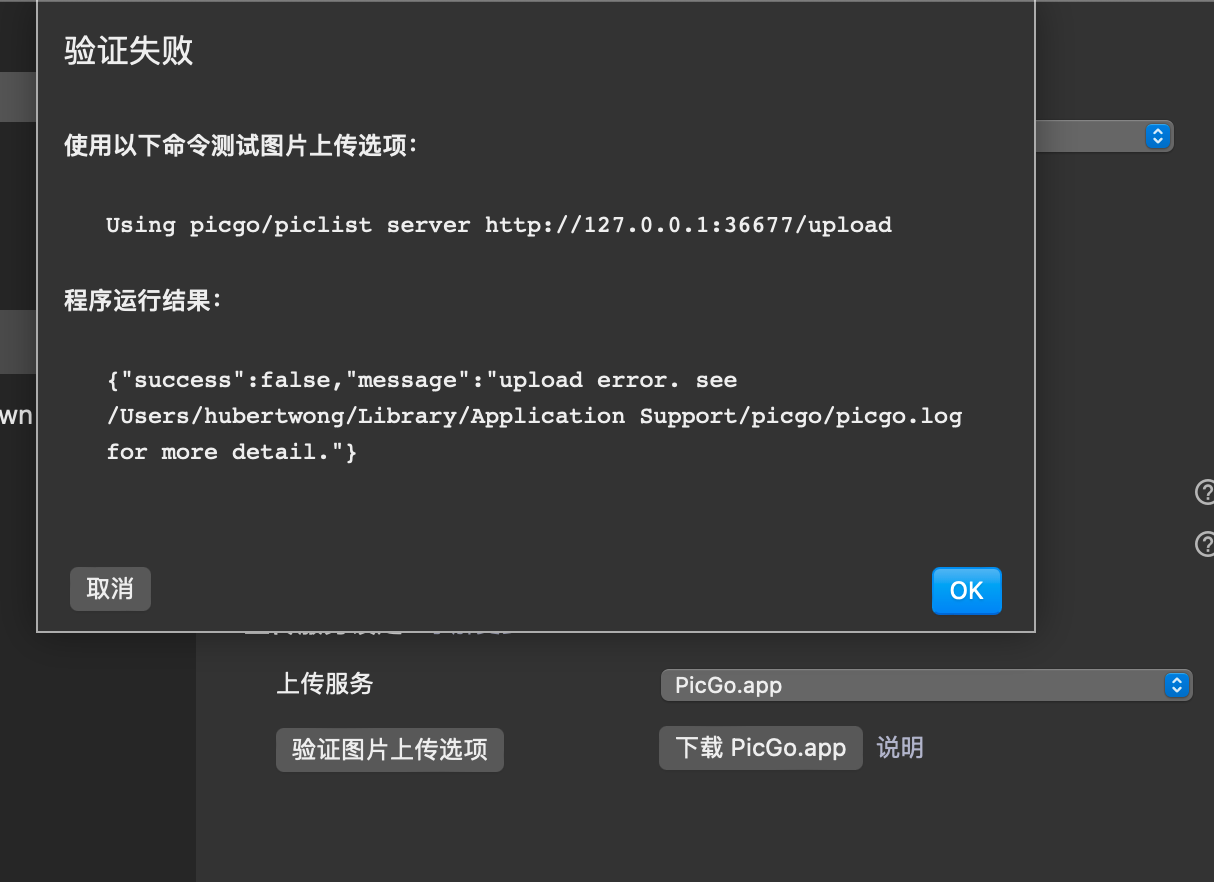 验证失败
使用以下命令测试图片上传选项：
Using picgo/piclist server http://127.0.0.1:36677/upload
程序运行结果：
{"success":false,"message":"upload error. see
/Users/hubertwong/Library/Application Support/picgo/picgo.log
for more detail."}
wn
取消
OK
上传服务
PicGo.app
验证图片上传选项
下载 PicGo.app
说明